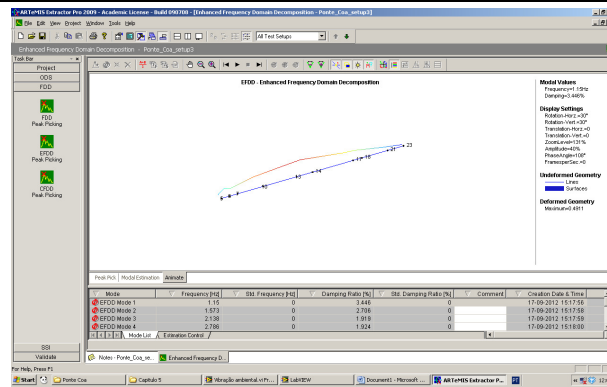 ARTeMIS Extractor Pro 2009 - Academic License - Build 090708 - [Enhanced Frequency Domain Decomposition - Ponte_Coa_setup3]
File Edit View Project Window Tools Help
All Test Setups
Enhanced Frequency Domain Decomposition - Ponte_Coa_setup3
Task Bar
Project
ODS
FDD
FDD
Peak Picking
EFDD
Peak Picking
CFDD
Peak Picking
SSI
Validate
EFDD - Enhanced Frequency Domain Decomposition
23
21
18
14
Modal Values
Frequency=1.15Hz
Damping=3.446%
Display Settings
Rotation-Horz.=30°
Rotation-Vert.=30°
Translation-Horz.=0
Translation-Vert.=0
ZoomLevel=131%
Amplitude=40%
PhaseAngle=108°
FramesperSec.=0
Undeformed Geometry
Lines
Surfaces
Deformed Geometry
Maximum=0.4911
Peak Pick Modal Estimation Animate
Mode Frequency [Hz] Std. Frequency [Hz] Damping Ratio [%] Std. Damping Ratio [%] Comment Creation Date & Time
EFDD Mode 1 1.15 0 3.446 0 17-09-2012 15:17:56
EFDD Mode 2 1.573 0 2.706 0 17-09-2012 15:17:58
EFDD Mode 3 2.138 0 1.919 0 17-09-2012 15:17:59
EFDD Mode 4 2.786 0 1.924 0 17-09-2012 15:18:00
Mode List Estimation Control
Notes - Ponte_Coa_se... Enhanced Frequency D...
For Help, Press F1
Start Ponte Coa Capitulo 5 Vibração ambiental.vi Fr... LabVIEW Document1 - Microsoft ... ARTeMIS Extractor P... PT